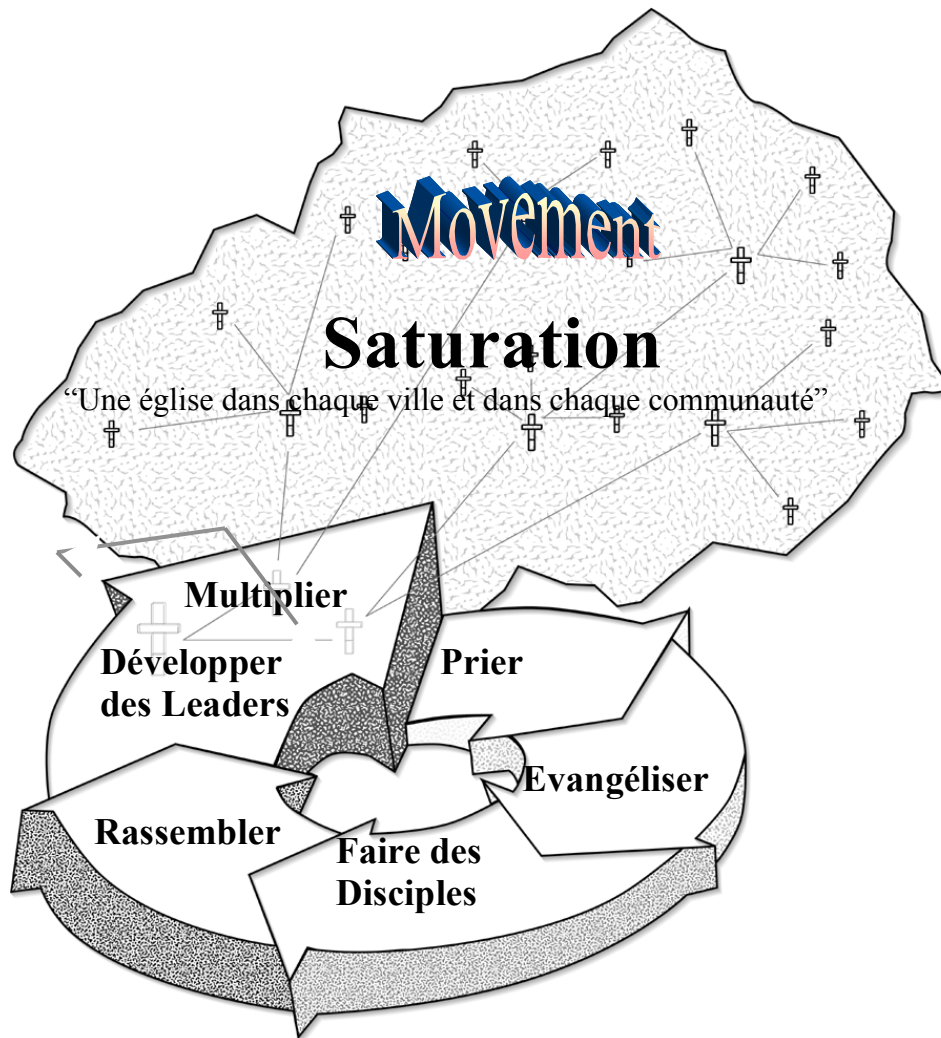 Movement
Saturation
“Une église dans chaque ville et dans chaque communauté”
Multiplier
Développer
des Leaders
Prier
Evangéliser
Rassembler
Faire des
Disciples